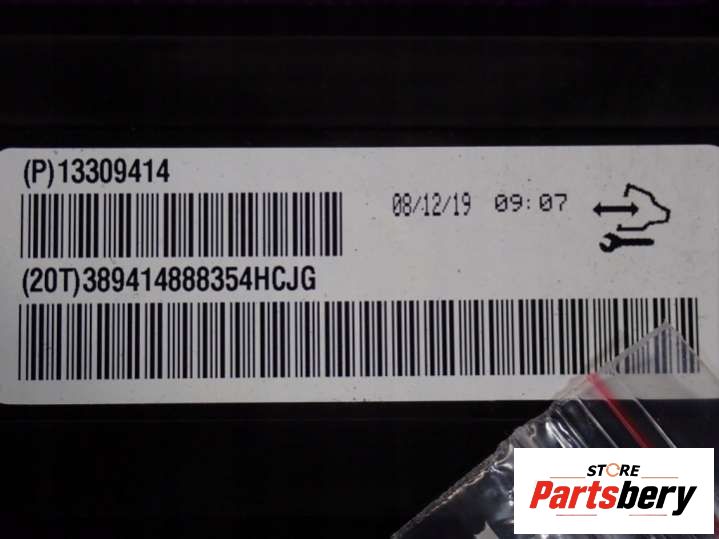 (P)13309414
08/12/19 09:07
(20T)389414888354HCJG
STORE
Partsbery